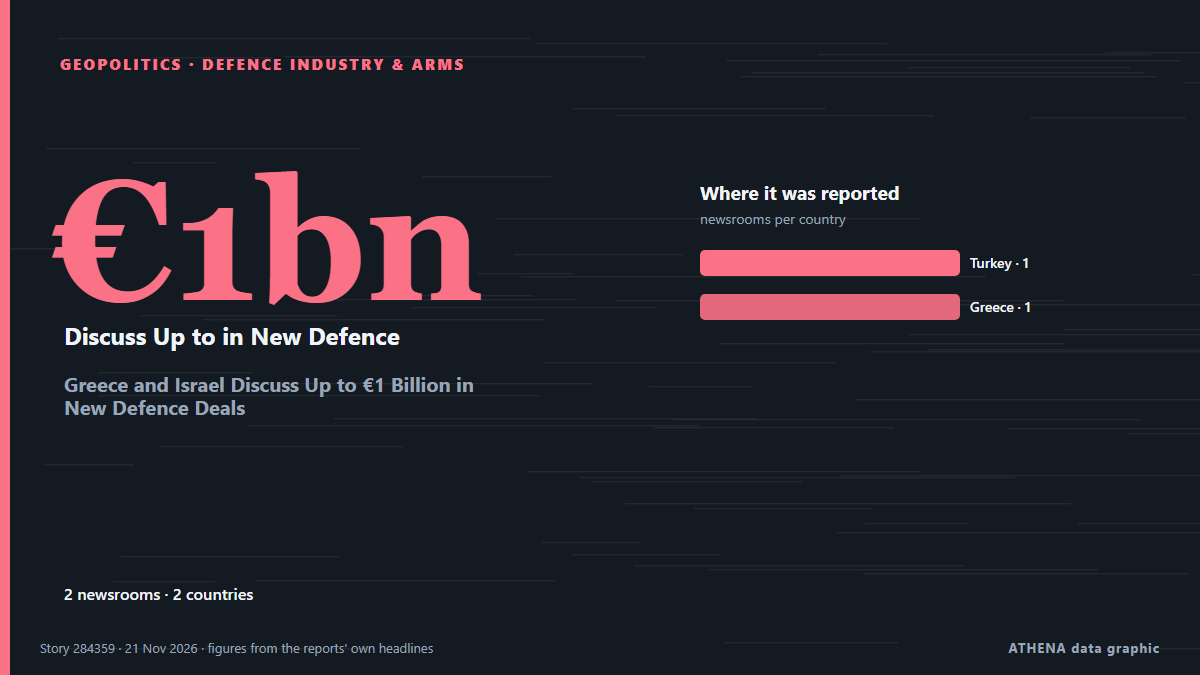 GEOPOLITICS · DEFENCE INDUSTRY & ARMS
€1bn
Discuss Up to in New Defence
Greece and Israel Discuss Up to €1 Billion in
New Defence Deals
Where it was reported
newsrooms per country
Turkey · 1
Greece · 1
2 newsrooms · 2 countries
Story 284359 · 21 Nov 2026 · figures from the reports' own headlines
ATHENA data graphic